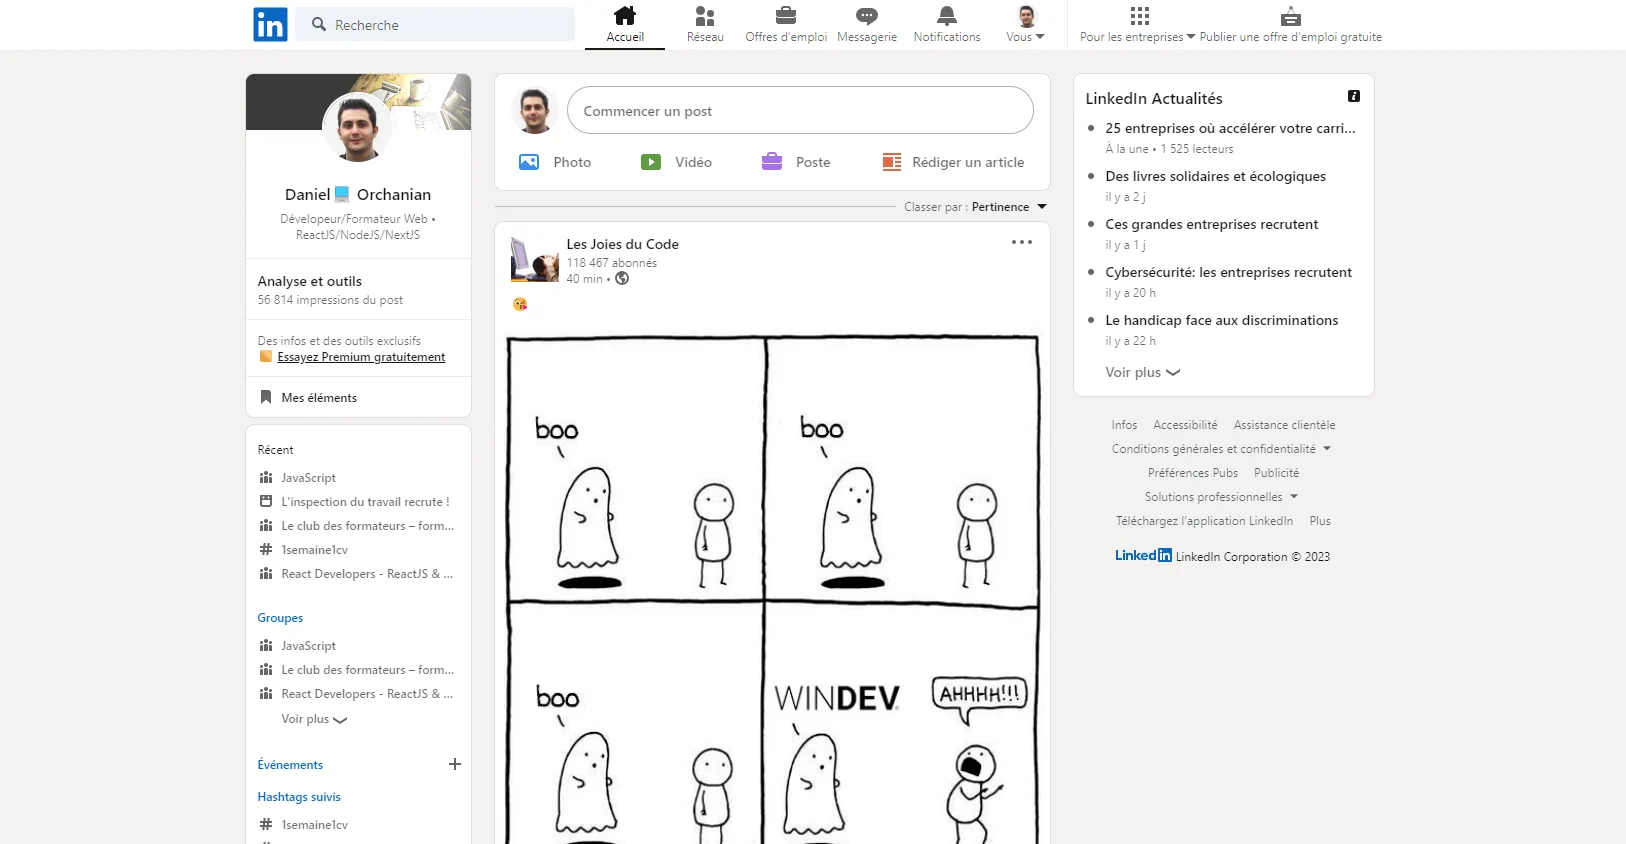 in
Recherche
Accueil
Réseau
Offres d'emploi
Messagerie
Notifications
Vous
Pour les entreprises
Publier une offre d'emploi gratuite
Daniel Orchanian
Dévelopeur/Formateur Web •
ReactJS/NodeJS/NextJS
Analyse et outils
56 814 impressions du post
Des infos et des outils exclusifs
Essayez Premium gratuitement
Mes éléments
Récent
JavaScript
L'inspection du travail recrute !
Le club des formateurs – form...
# 1semaine1cv
React Developers - ReactJS & ...
Groupes
JavaScript
Le club des formateurs – form...
React Developers - ReactJS & ...
Voir plus
Événements
Hashtags suivis
# 1semaine1cv
Commencer un post
Photo
Vidéo
Poste
Rédiger un article
Classer par : Pertinence
Les Joies du Code
118 467 abonnés
40 min •
boo
boo
boo
WINDEV
AHHHH!!!
LinkedIn Actualités
25 entreprises où accélérer votre carri...
À la une • 1 525 lecteurs
Des livres solidaires et écologiques
il y a 2 j
Ces grandes entreprises recrutent
il y a 1 j
Cybersécurité: les entreprises recrutent
il y a 20 h
Le handicap face aux discriminations
il y a 22 h
Voir plus
Infos Accessibilité Assistance clientèle
Conditions générales et confidentialité
Préférences Pubs Publicité
Solutions professionnelles
Téléchargez l'application LinkedIn Plus
LinkedIn LinkedIn Corporation © 2023